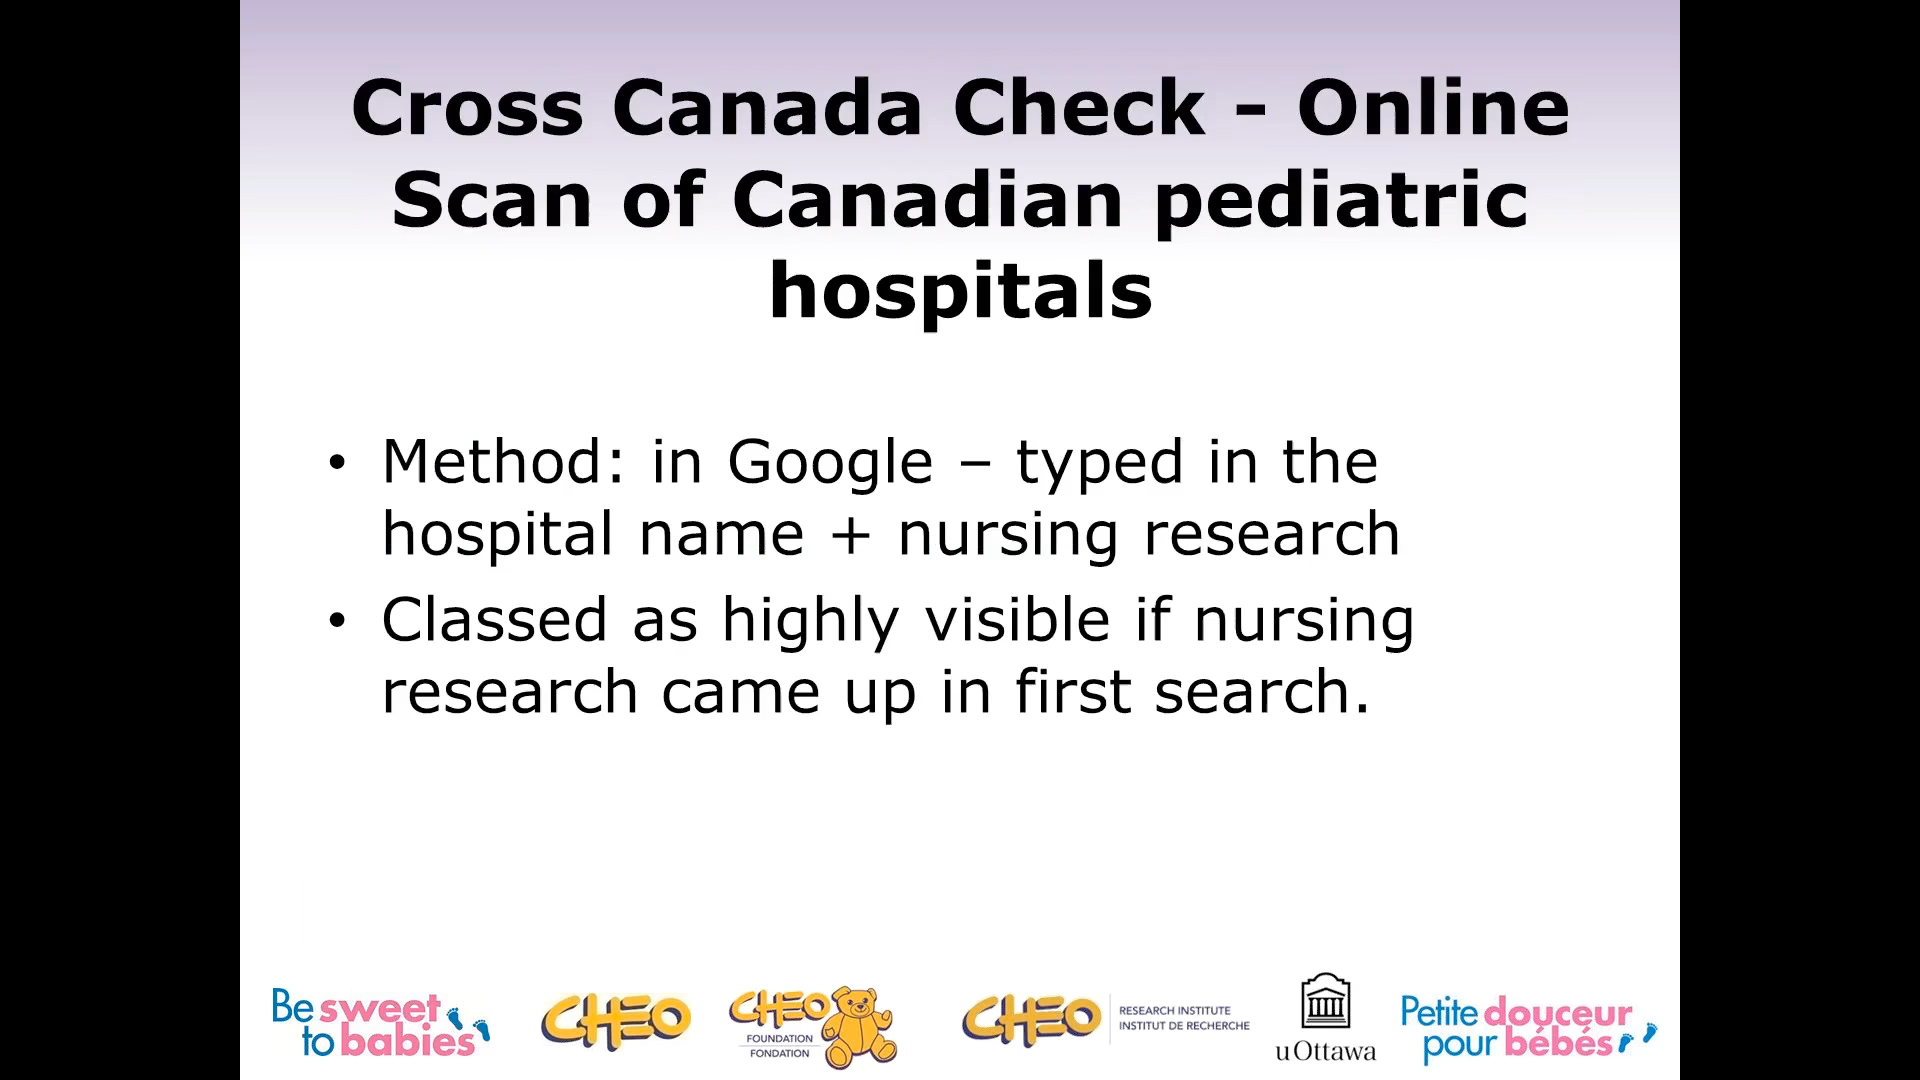 Cross Canada Check - Online
Scan of Canadian pediatric
hospitals
• Method: in Google – typed in the
hospital name + nursing research
• Classed as highly visible if nursing
research came up in first search.
Be sweet
to babies
CHEO
CHEO
FOUNDATION
FONDATION
CHEO
RESEARCH INSTITUTE
INSTITUT DE RECHERCHE
uOttawa
Petite douceur
pour bébés